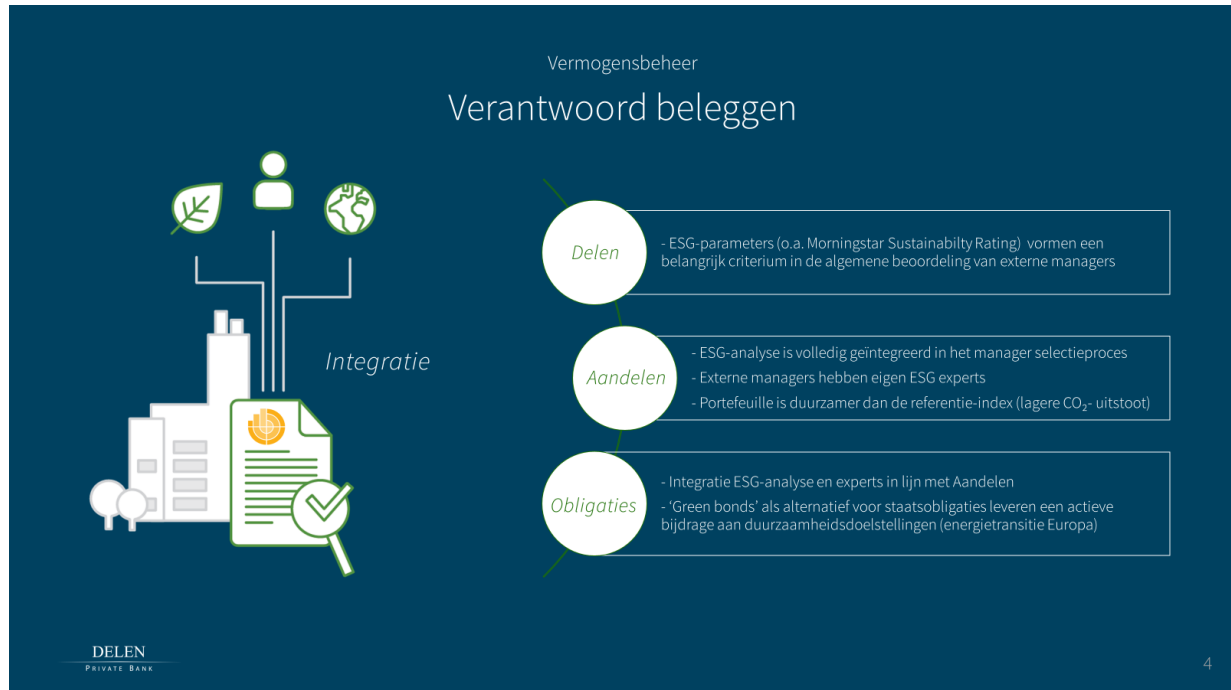 Vermogensbeheer
Verantwoord beleggen
Integratie
Delen
- ESG-parameters (o.a. Morningstar Sustainabilty Rating) vormen een
belangrijk criterium in de algemene beoordeling van externe managers
Aandelen
- ESG-analyse is volledig geïntegreerd in het manager selectieproces
- Externe managers hebben eigen ESG experts
- Portefeuille is duurzamer dan de referentie-index (lagere CO₂- uitstoot)
Obligaties
- Integratie ESG-analyse en experts in lijn met Aandelen
- ‘Green bonds’ als alternatief voor staatsobligaties leveren een actieve
bijdrage aan duurzaamheidsdoelstellingen (energietransitie Europa)
DELEN
PRIVATE BANK
4